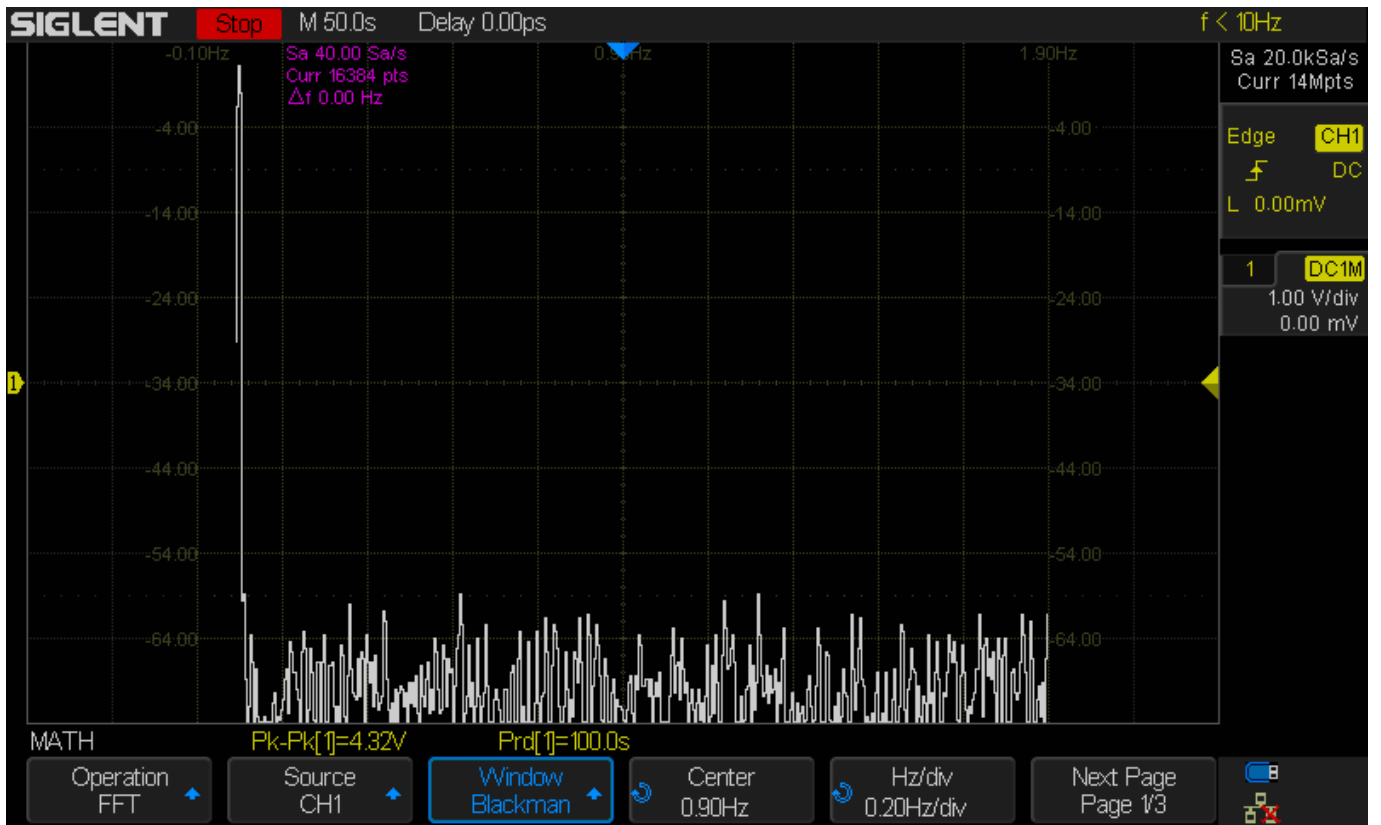 SIGLENT Stop M 50.0s Delay 0.00ps f < 10Hz
-0.10Hz Sa 40.00 Sa/s 1.90Hz
Curr 16384 pts
Δf 0.00 Hz
Sa 20.0kSa/s
Curr 14Mpts
-4.00 -4.00
Edge CH1
DC
L 0.00mV
-14.00 -14.00
1 DC1M
1.00 V/div
0.00 mV
-24.00 -24.00
1 -34.00 -34.00
-44.00 -44.00
-54.00 -54.00
-64.00 -64.00
MATH Pk-Pk[1]=4.32V Prd[1]=100.0s
Operation Source Window Center Hz/div Next Page
FFT CH1 Blackman 0.90Hz 0.20Hz/div Page 1/3